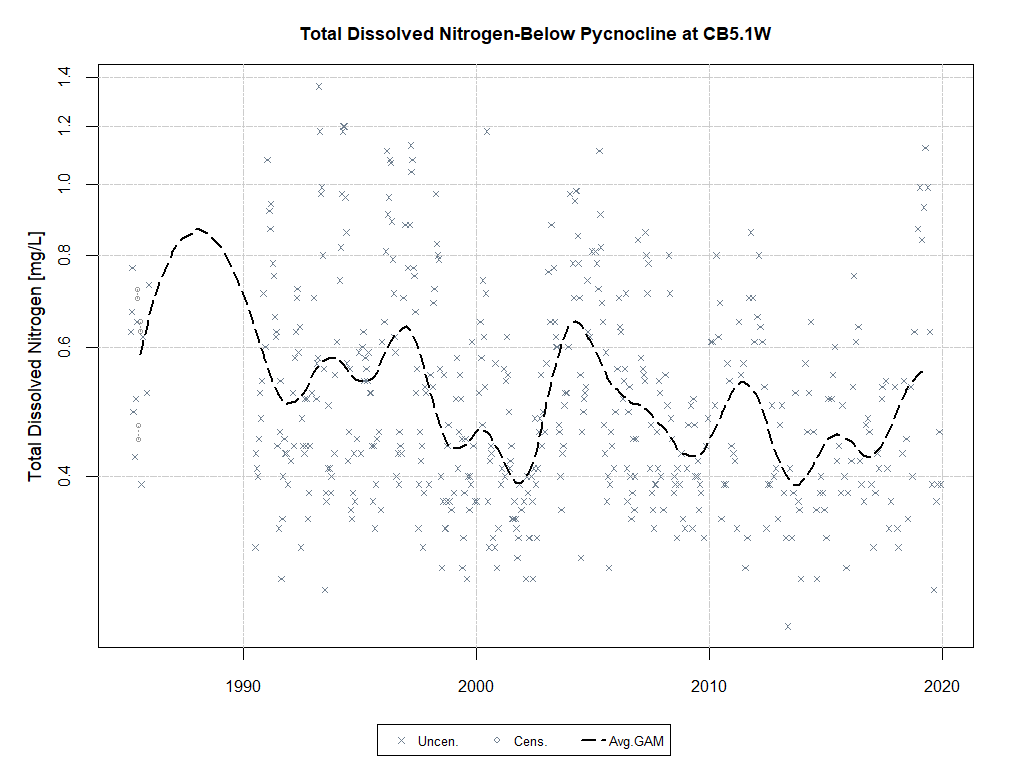 Total Dissolved Nitrogen-Below Pycnocline at CB5.1W
Total Dissolved Nitrogen [mg/L]
1.4
1.2
1.0
0.8
0.6
0.4
1990 2000 2010 2020
Uncen. Cens. Avg.GAM